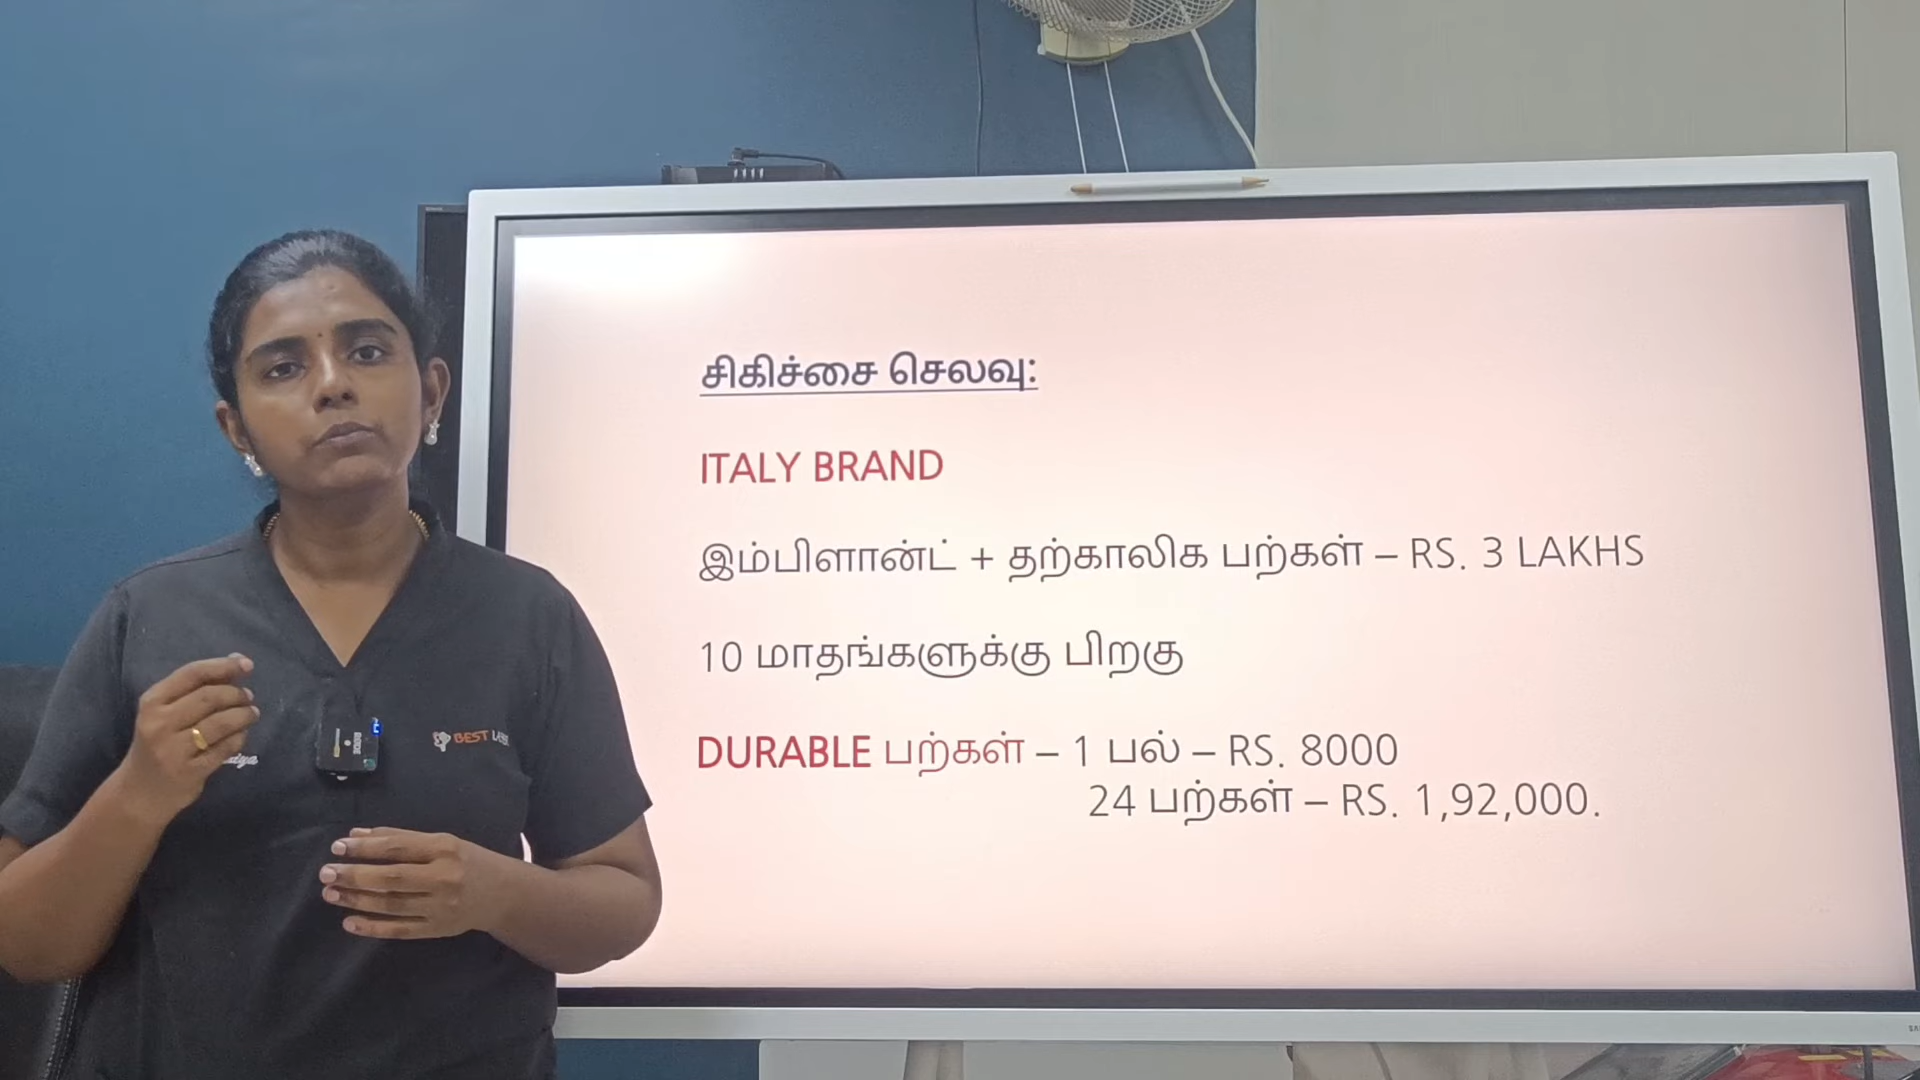 சிகிச்சை செலவு:
ITALY BRAND
இம்பிளான்ட் + தற்காலிக பற்கள் – RS. 3 LAKHS
10 மாதங்களுக்கு பிறகு
DURABLE பற்கள் – 1 பல் – RS. 8000
24 பற்கள் – RS. 1,92,000.
BEST